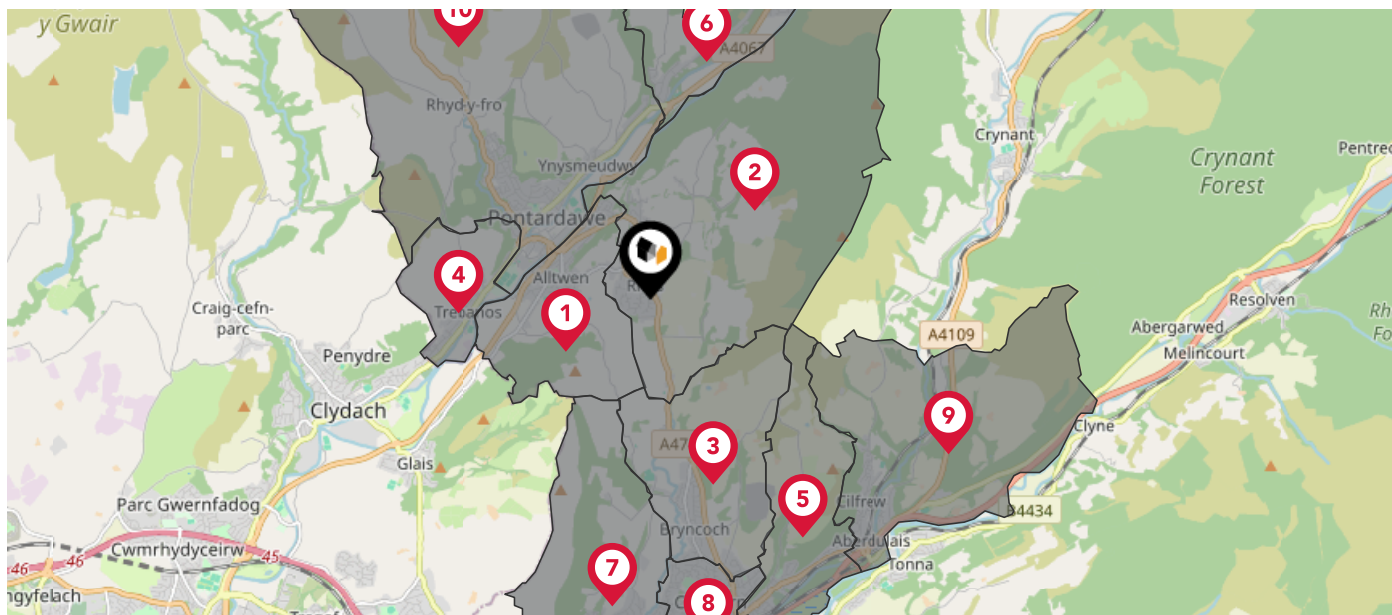 y Gwair
10
6
A4067
Rhyd-y-fro
Crynant
Ynysmeudwy
Crynant
Forest
2
Pontardawe
4
Alltwen
Trebanos
1
Craig-cefn-
parc
Resolven
Abergarwed
A4109
Melincourt
Penydre
Clydach
9
Clyne
3
Glais
5
Parc Gwernfadog
Cilfrew
B4434
Bryncoch
Cwmrhydyceirw
45
46
46
Aberdulais
Tonna
7
8